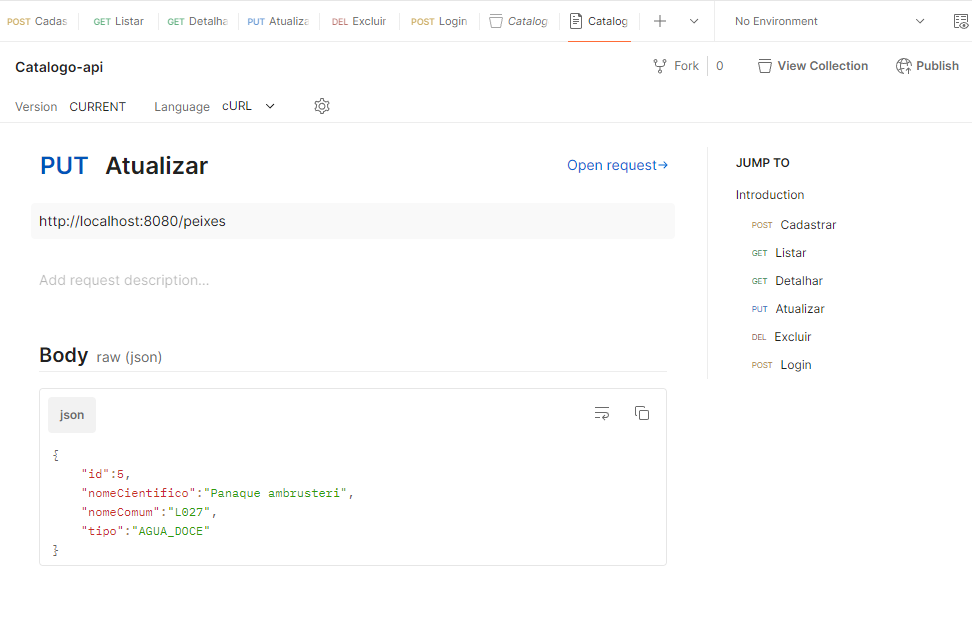 POST Cadas GET Listar GET Detalha PUT Atualiza DEL Excluir POST Login Catalog Catalog No Environment
Catalogo-api Fork 0 View Collection Publish
Version CURRENT Language cURL
PUT Atualizar Open request→
http://localhost:8080/peixes
Add request description...
Body raw (json)
json
{
"id":5,
"nomeCientifico":"Panaque ambrusteri",
"nomeComum":"L027",
"tipo":"AGUA_DOCE"
}
JUMP TO
Introduction
POST Cadastrar
GET Listar
GET Detalhar
PUT Atualizar
DEL Excluir
POST Login